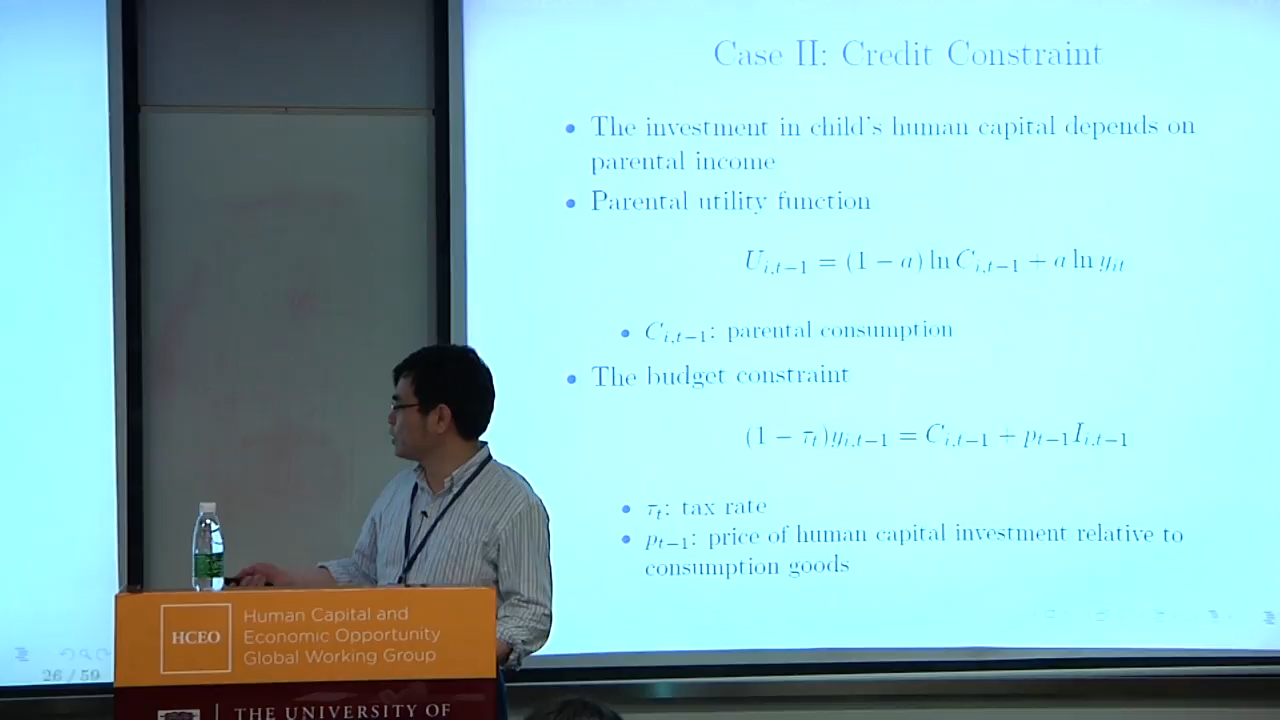 Case II: Credit Constraint
• The investment in child's human capital depends on
parental income
• Parental utility function
U_{i,t−1} = (1 − a) ln C_{i,t−1} + a ln y_{it}
• C_{i,t−1}: parental consumption
• The budget constraint
(1 − τ_t)y_{i,t−1} = C_{i,t−1} + p_{t−1}I_{i,t−1}
• τ_t: tax rate
• p_{t−1}: price of human capital investment relative to
consumption goods
26 / 59
HCEO
Human Capital and
Economic Opportunity
Global Working Group
THE UNIVERSITY OF